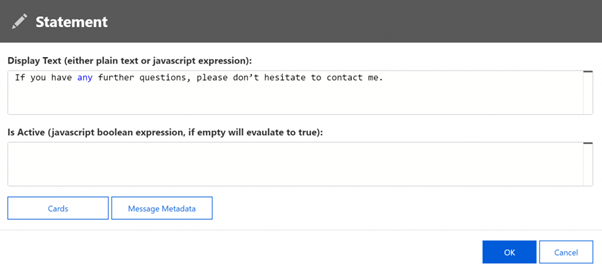 Statement
Display Text (either plain text or javascript expression):
If you have any further questions, please don’t hesitate to contact me.
Is Active (javascript boolean expression, if empty will evaulate to true):
Cards
Message Metadata
OK
Cancel